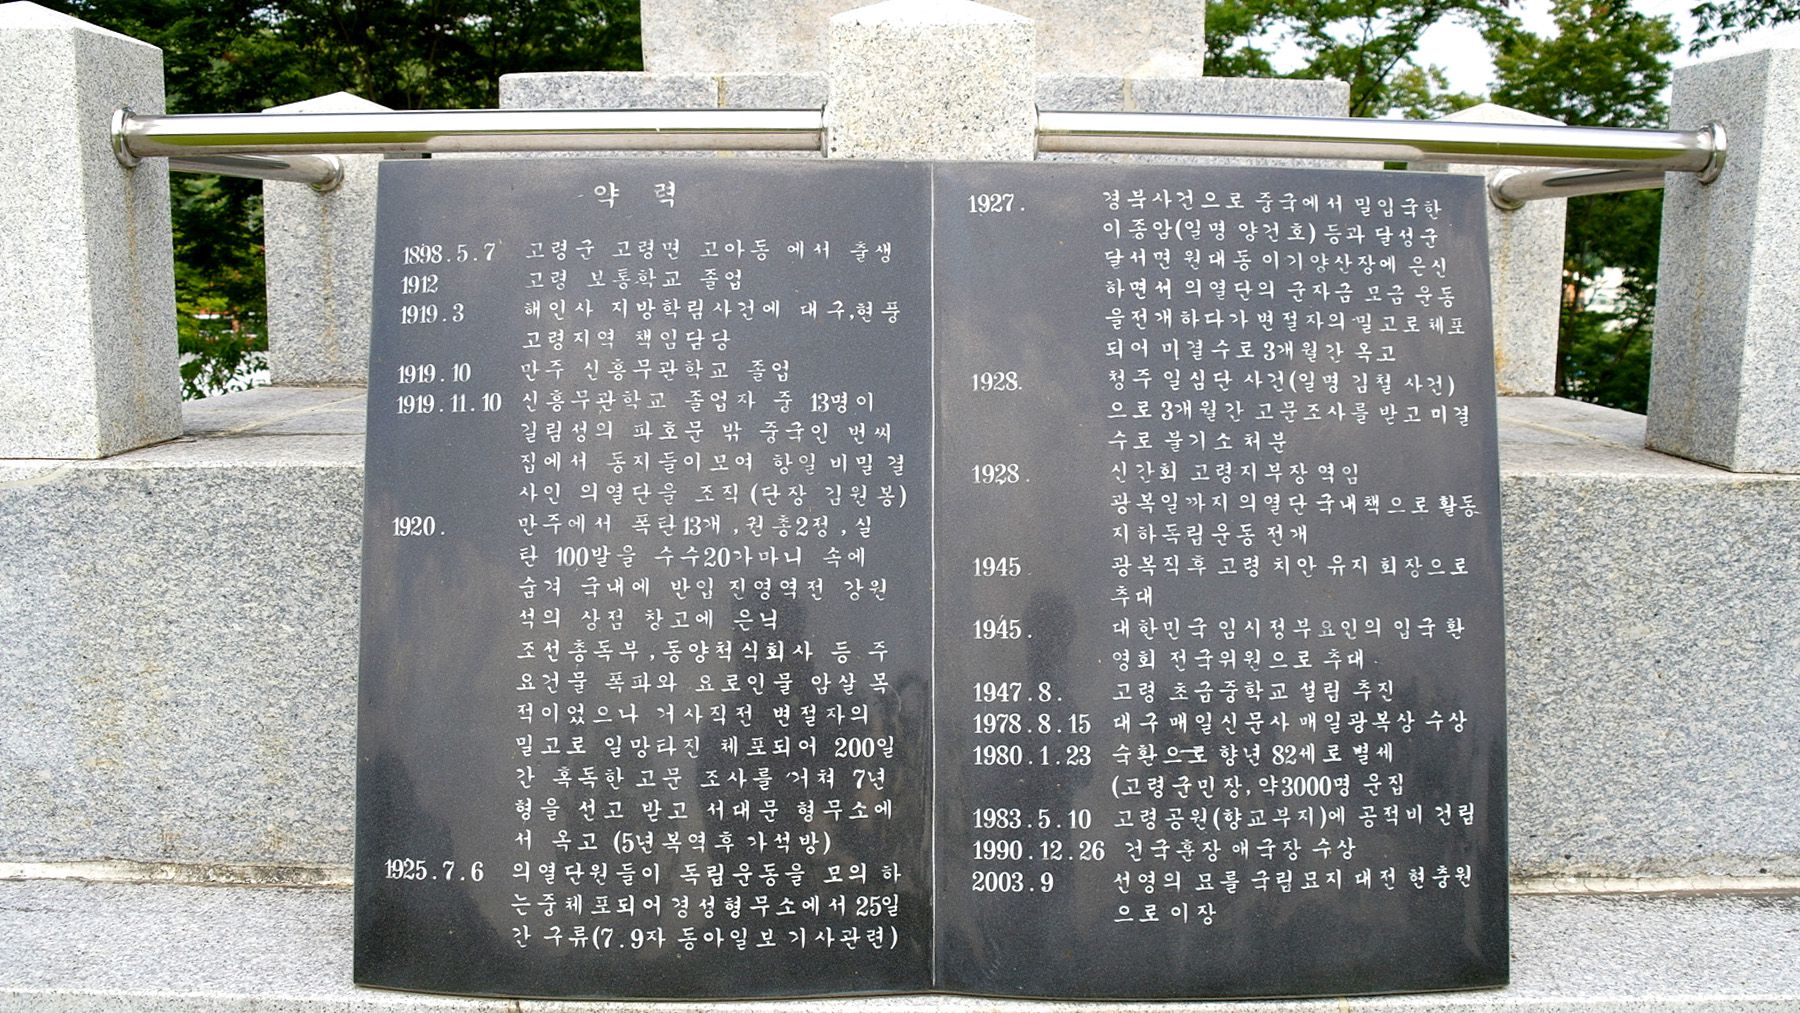 약 력
1898.5.7 고령군 고령면 고아동 에서 출생
1912 고령 보통학교 졸업
1919.3 해인사 지방학림사건에 대구,현풍
고령지역 책임담당
1919.10 만주 신흥무관학교 졸업
1919.11.10 신흥무관학교 졸업자 중 13명이
길림성의 파호문 밖 중국인 번씨
집에서 동지들이모여 항일비밀결
사인 의열단을 조직(단장 김원봉)
1920. 만주에서 폭탄13개,권총2정,실
탄 100발을 수수20가마니 속에
숨겨 국내에 반입 진영역전 강원
석의 상점 창고에 은닉
조선총독부,동양척식회사 등 주
요건물 폭파와 요로인물 암살 목
적이었으나 거사직전 변절자의
밀고로 일망타진 체포되어 200일
간 혹독한 고문 조사를 거쳐 7년
형을 선고 받고 서대문 형무소에
서 옥고 (5년복역후 가석방)
1925.7.6 의열단원들이 독립운동을 모의 하
는중체포되어경성형무소에서 25일
간 구류(7.9자 동아일보기사관련)
1927. 경북사건으로 중국에서 밀입국한
이종암(일명 양건호)등과 달성군
달서면 원대동 이기양산장에 은신
하면서 의열단의 군자금 모금 운동
을전개하다가 변절자의 밀고로체포
되어 미결수로3개월간 옥고
1928. 청주 일심단 사건(일명 김철 사건)
으로3개월간 고문조사를 받고미결
수로 불기소처분
1928. 신간회 고령지부장역임
광복일까지 의열단국내책으로활동
지하독립운동 전개
1945 광복직후 고령 치안 유지회장으로
추대
1945. 대한민국 임시정부요인의 입국환
영회 전국위원으로추대
1947.8. 고령 초급중학교 설립 추진
1978.8.15 대구매일신문사 매일광복상 수상
1980.1.23 숙환으로 향년 82세로 별세
(고령군민장,약3000명 운집
1983.5.10 고령공원(향교부지)에 공적비 건립
1990.12.26 건국훈장 애국장 수상
2003.9 선영의 묘를 국립묘지 대전 현충원
으로이장